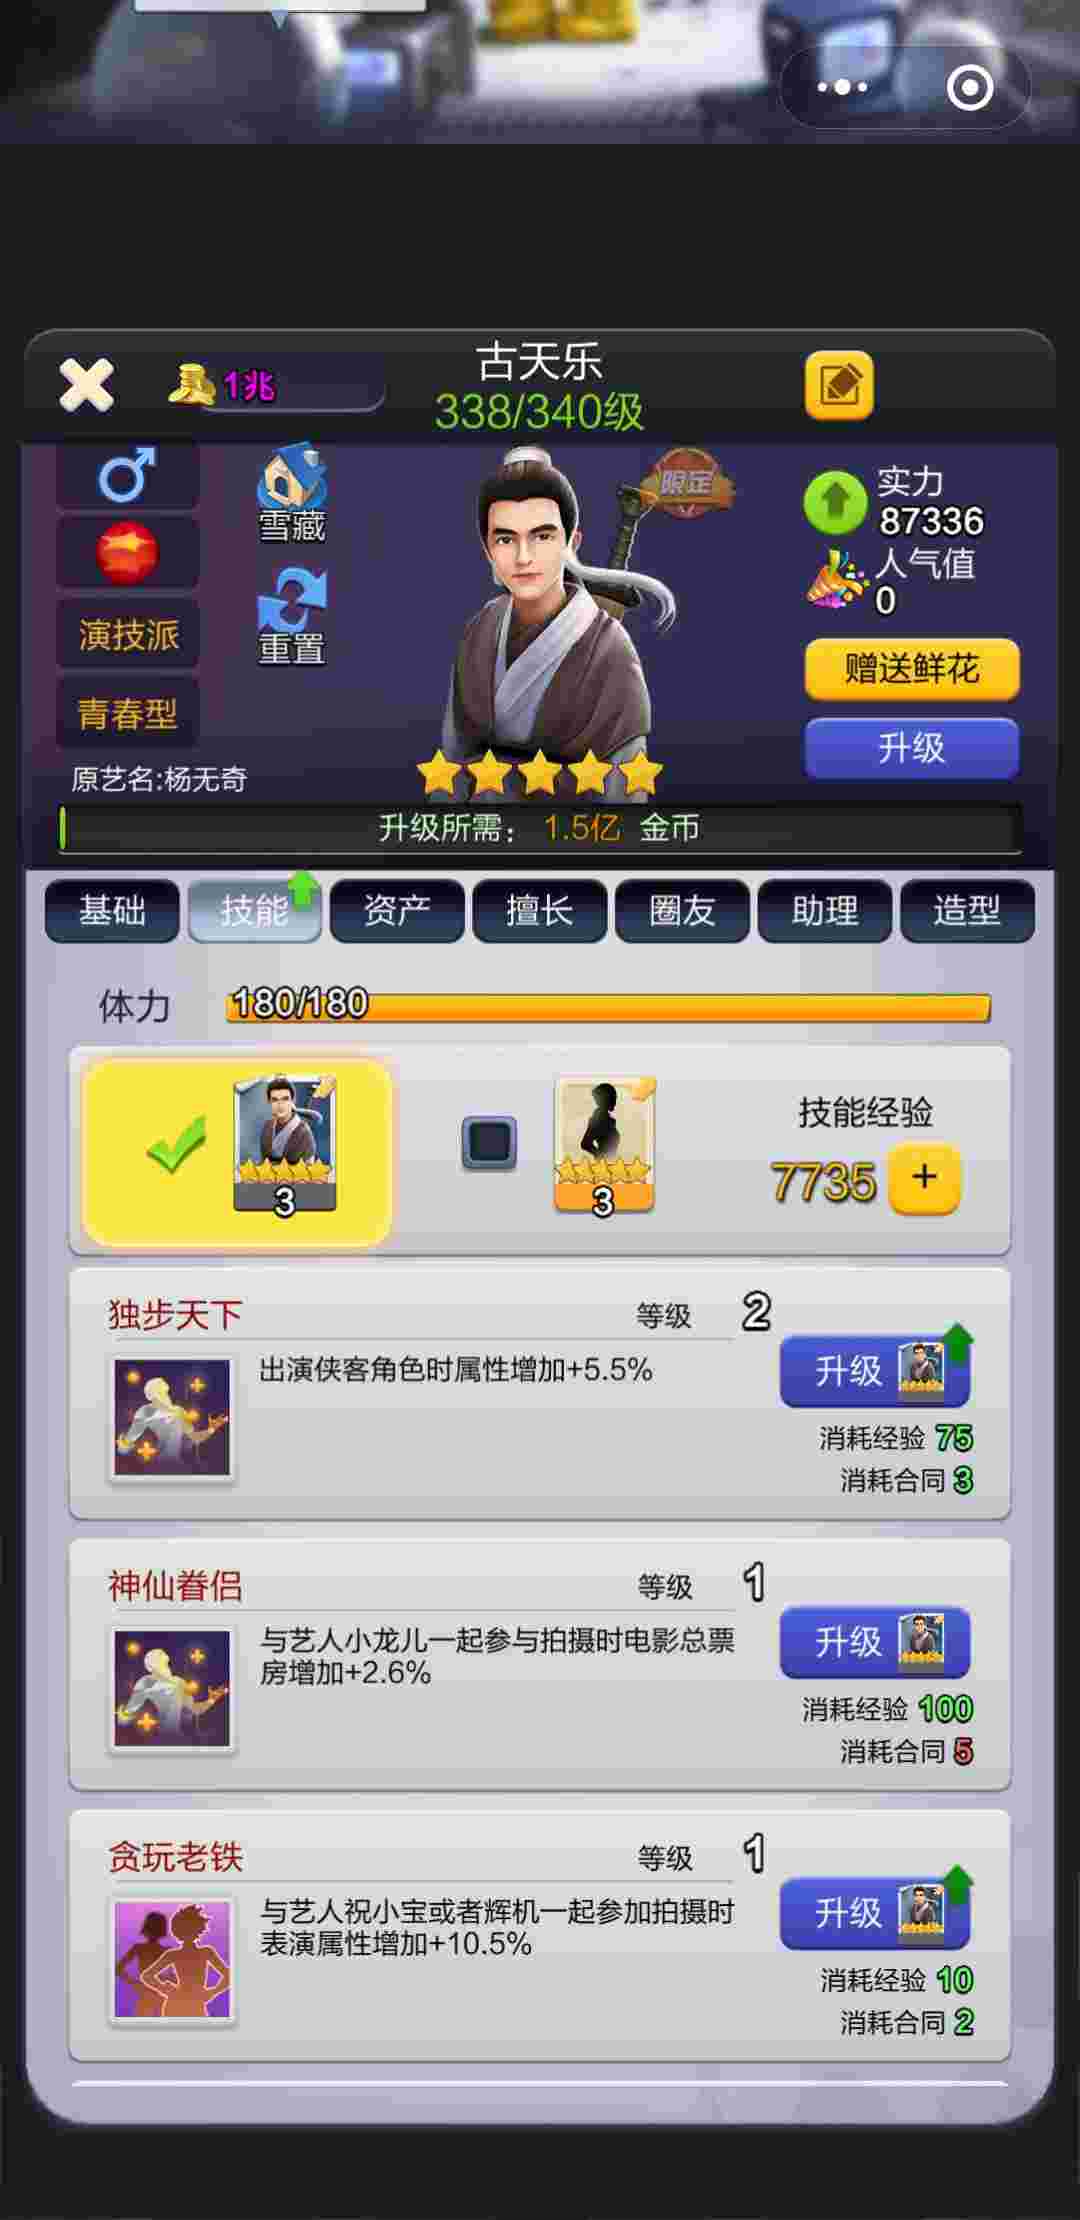 古天乐
1兆
338/340级
限定
雪藏
重置
演技派
青春型
实力
87336
人气值
0
赠送鲜花
升级
原艺名:杨无奇
升级所需： 1.5亿 金币
基础 技能 资产 擅长 圈友 助理 造型
体力 180/180
3
3
技能经验
7735 +
独步天下 等级 2
出演侠客角色时属性增加+5.5%
升级
消耗经验 75
消耗合同 3
神仙眷侣 等级 1
与艺人小龙儿一起参与拍摄时电影总票
房增加+2.6%
升级
消耗经验 100
消耗合同 5
贪玩老铁 等级 1
与艺人祝小宝或者辉机一起参加拍摄时
表演属性增加+10.5%
升级
消耗经验 10
消耗合同 2